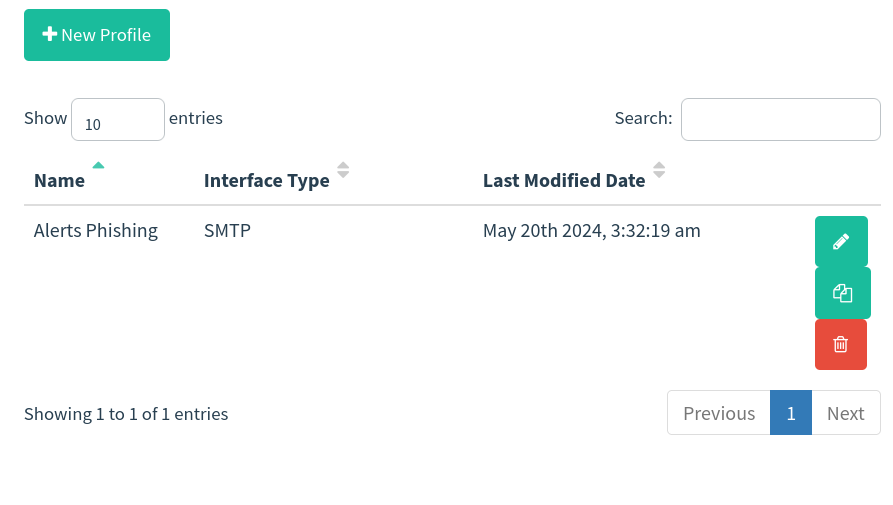 New Profile
Show 10 entries
Search:
Name Interface Type Last Modified Date
Alerts Phishing SMTP May 20th 2024, 3:32:19 am
Showing 1 to 1 of 1 entries
Previous 1 Next